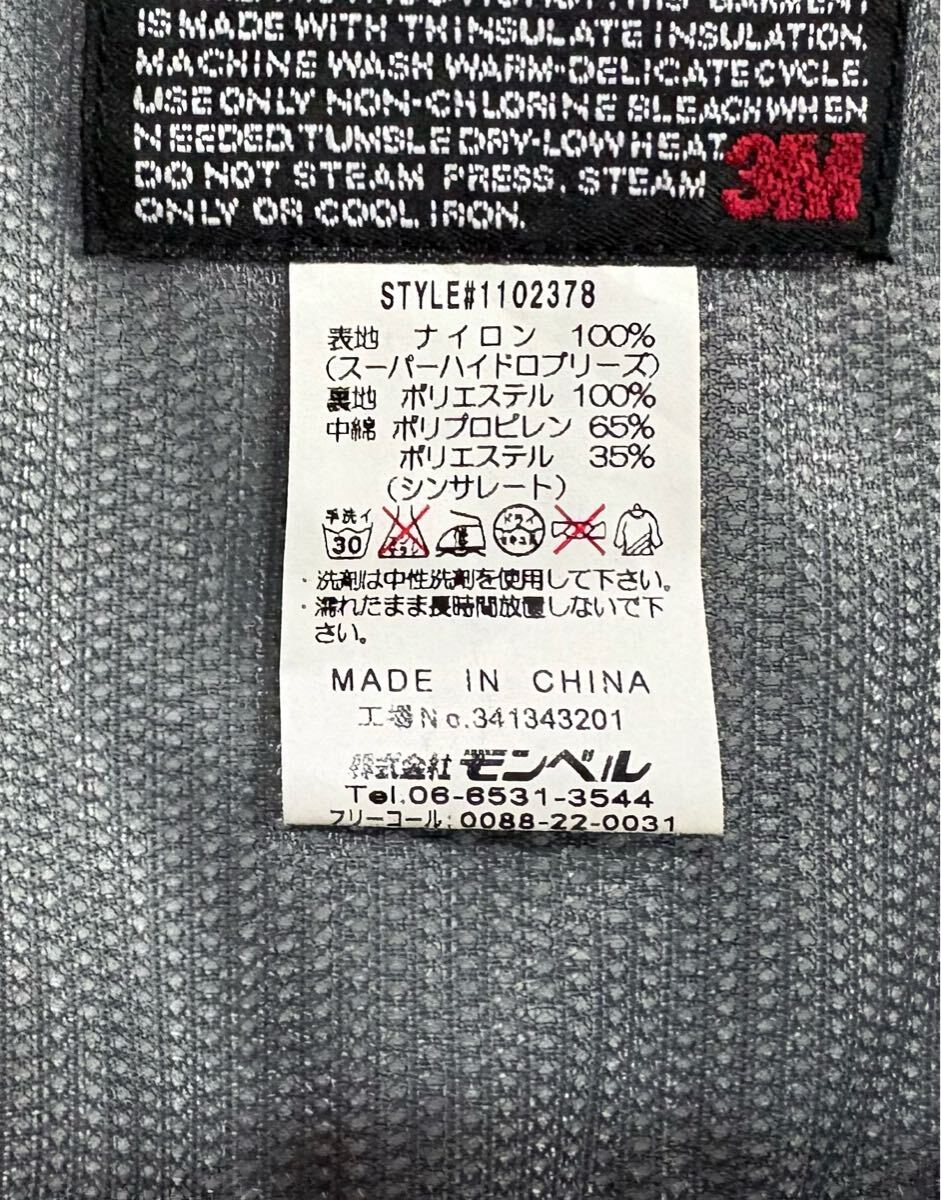 IS MADE WITH THINSULATE INSULATION.
MACHINE WASH WARM-DELICATE CYCLE.
USE ONLY NON-CHLORINE BLEACH WHEN
NEEDED. TUMBLE DRY-LOW HEAT.
DO NOT STEAM PRESS. STEAM
ONLY OR COOL IRON.
3M
STYLE#1102378
表地 ナイロン 100%
(スーパーハイドロブリーズ)
裏地 ポリエステル 100%
中綿 ポリプロピレン 65%
ポリエステル 35%
(シンサレート)
手洗イ
30
ドライ
・洗剤は中性洗剤を使用して下さい。
・濡れたまま長時間放置しないで下
さい。
MADE IN CHINA
工場No.341343201
株式会社モンベル
Tel.06-6531-3544
フリーコール:0088-22-0031